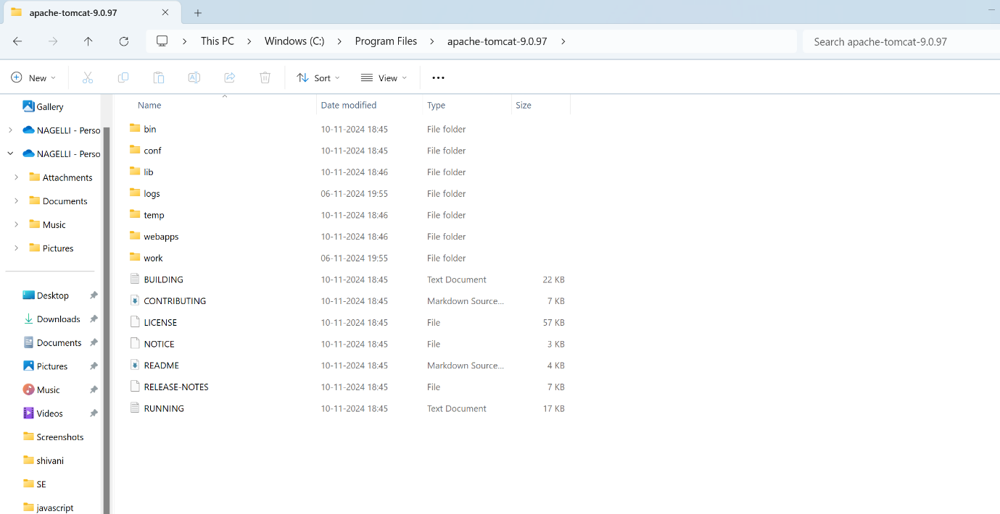 apache-tomcat-9.0.97
This PC > Windows (C:) > Program Files > apache-tomcat-9.0.97 >
Search apache-tomcat-9.0.97
New
Sort
View
Gallery
NAGELLI - Perso
NAGELLI - Perso
Attachments
Documents
Music
Pictures
Desktop
Downloads
Documents
Pictures
Music
Videos
Screenshots
shivani
SE
javascript
Name Date modified Type Size
bin 10-11-2024 18:45 File folder
conf 10-11-2024 18:45 File folder
lib 10-11-2024 18:46 File folder
logs 06-11-2024 19:55 File folder
temp 10-11-2024 18:46 File folder
webapps 10-11-2024 18:46 File folder
work 06-11-2024 19:55 File folder
BUILDING 10-11-2024 18:45 Text Document 22 KB
CONTRIBUTING 10-11-2024 18:45 Markdown Source... 7 KB
LICENSE 10-11-2024 18:45 File 57 KB
NOTICE 10-11-2024 18:45 File 3 KB
README 10-11-2024 18:45 Markdown Source... 4 KB
RELEASE-NOTES 10-11-2024 18:45 File 7 KB
RUNNING 10-11-2024 18:45 Text Document 17 KB